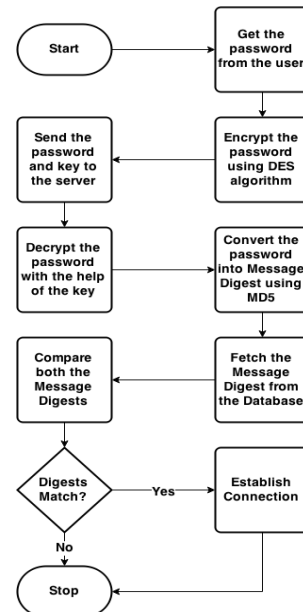 Start
Get the
password
from the user
Encrypt the
password
using DES
algorithm
Send the
password
and key to
the server
Decrypt the
password
with the help
of the key
Convert the
password
into Message
Digest using
MD5
Fetch the
Message
Digest from
the Database
Compare
both the
Message
Digests
Digests
Match?
Yes
Establish
Connection
No
Stop